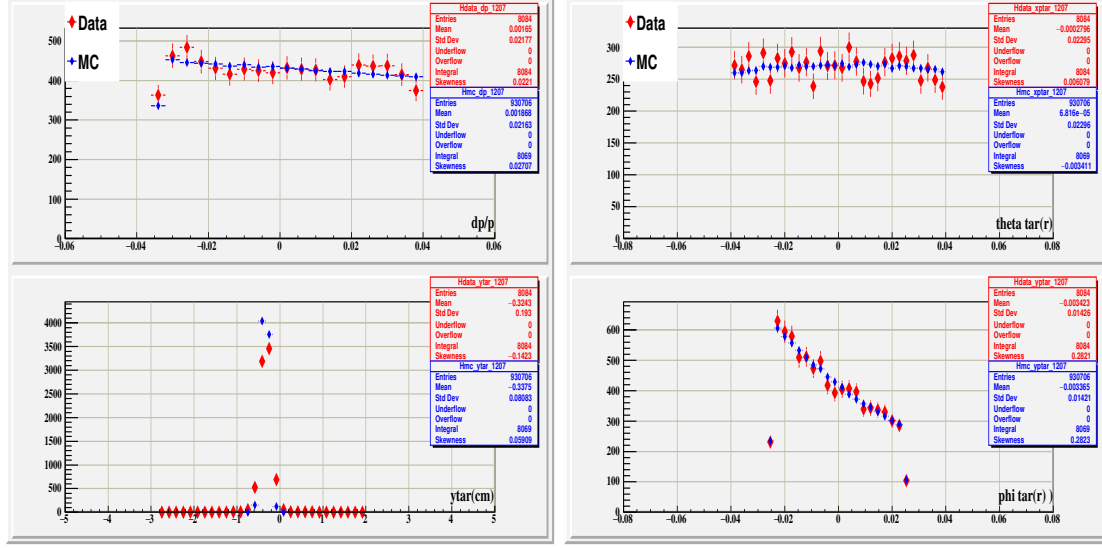 Data
MC
Hdata_dp_1207
Entries 8084
Mean 0.00165
Std Dev 0.02177
Underflow 0
Overflow 0
Integral 8084
Skewness 0.0221
Hmc_dp_1207
Entries 930706
Mean 0.001868
Std Dev 0.02163
Underflow 0
Overflow 0
Integral 8069
Skewness 0.02707
500
400
300
200
100
0
−0.06 −0.04 −0.02 0 0.02 0.04 0.06
dp/p
Data
MC
Hdata_xptar_1207
Entries 8084
Mean −0.0002796
Std Dev 0.02295
Underflow 0
Overflow 0
Integral 8084
Skewness 0.006079
Hmc_xptar_1207
Entries 930706
Mean 6.816e−05
Std Dev 0.02296
Underflow 0
Overflow 0
Integral 8069
Skewness −0.003411
300
250
200
150
100
50
0
−0.08 −0.06 −0.04 −0.02 0 0.02 0.04 0.06 0.08
theta tar(r)
Hdata_ytar_1207
Entries 8084
Mean −0.3243
Std Dev 0.193
Underflow 0
Overflow 0
Integral 8084
Skewness −0.1423
Hmc_ytar_1207
Entries 930706
Mean −0.3375
Std Dev 0.08083
Underflow 0
Overflow 0
Integral 8069
Skewness 0.05909
4000
3500
3000
2500
2000
1500
1000
500
0
−5 −4 −3 −2 −1 0 1 2 3 4 5
ytar(cm)
Hdata_yptar_1207
Entries 8084
Mean −0.003423
Std Dev 0.01426
Underflow 0
Overflow 0
Integral 8084
Skewness 0.2821
Hmc_yptar_1207
Entries 930706
Mean −0.003365
Std Dev 0.01421
Underflow 0
Overflow 0
Integral 8069
Skewness 0.2823
600
500
400
300
200
100
0
−0.08 −0.06 −0.04 −0.02 0 0.02 0.04 0.06 0.08
phi tar(r) )